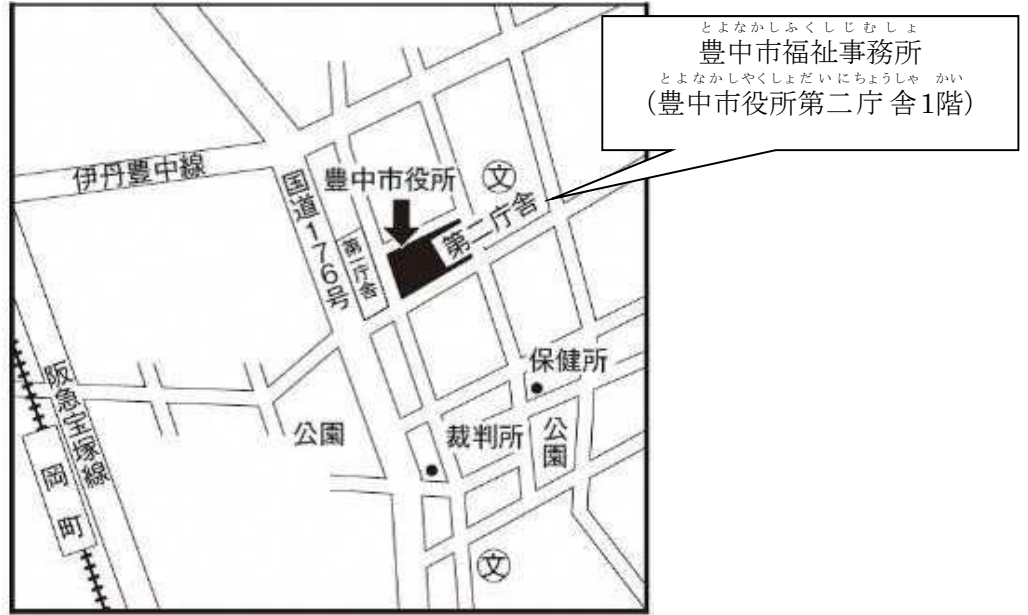 とよなかしふくしじむしょ
豊中市福祉事務所
とよなかしやくしょだいにちょうしゃ かい
(豊中市役所第二庁舎1階)
伊丹豊中線
国道176号
豊中市役所
文
第二庁舎
第一庁舎
保健所
阪急宝塚線
公園
裁判所
公園
岡町
文